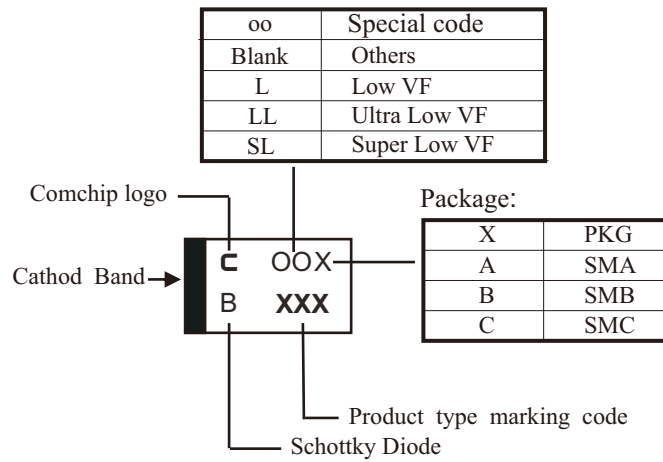 oo Special code
Blank Others
L Low VF
LL Ultra Low VF
SL Super Low VF
Comchip logo
Package:
X PKG
A SMA
B SMB
C SMC
Cathod Band
C OOX
B XXX
Product type marking code
Schottky Diode